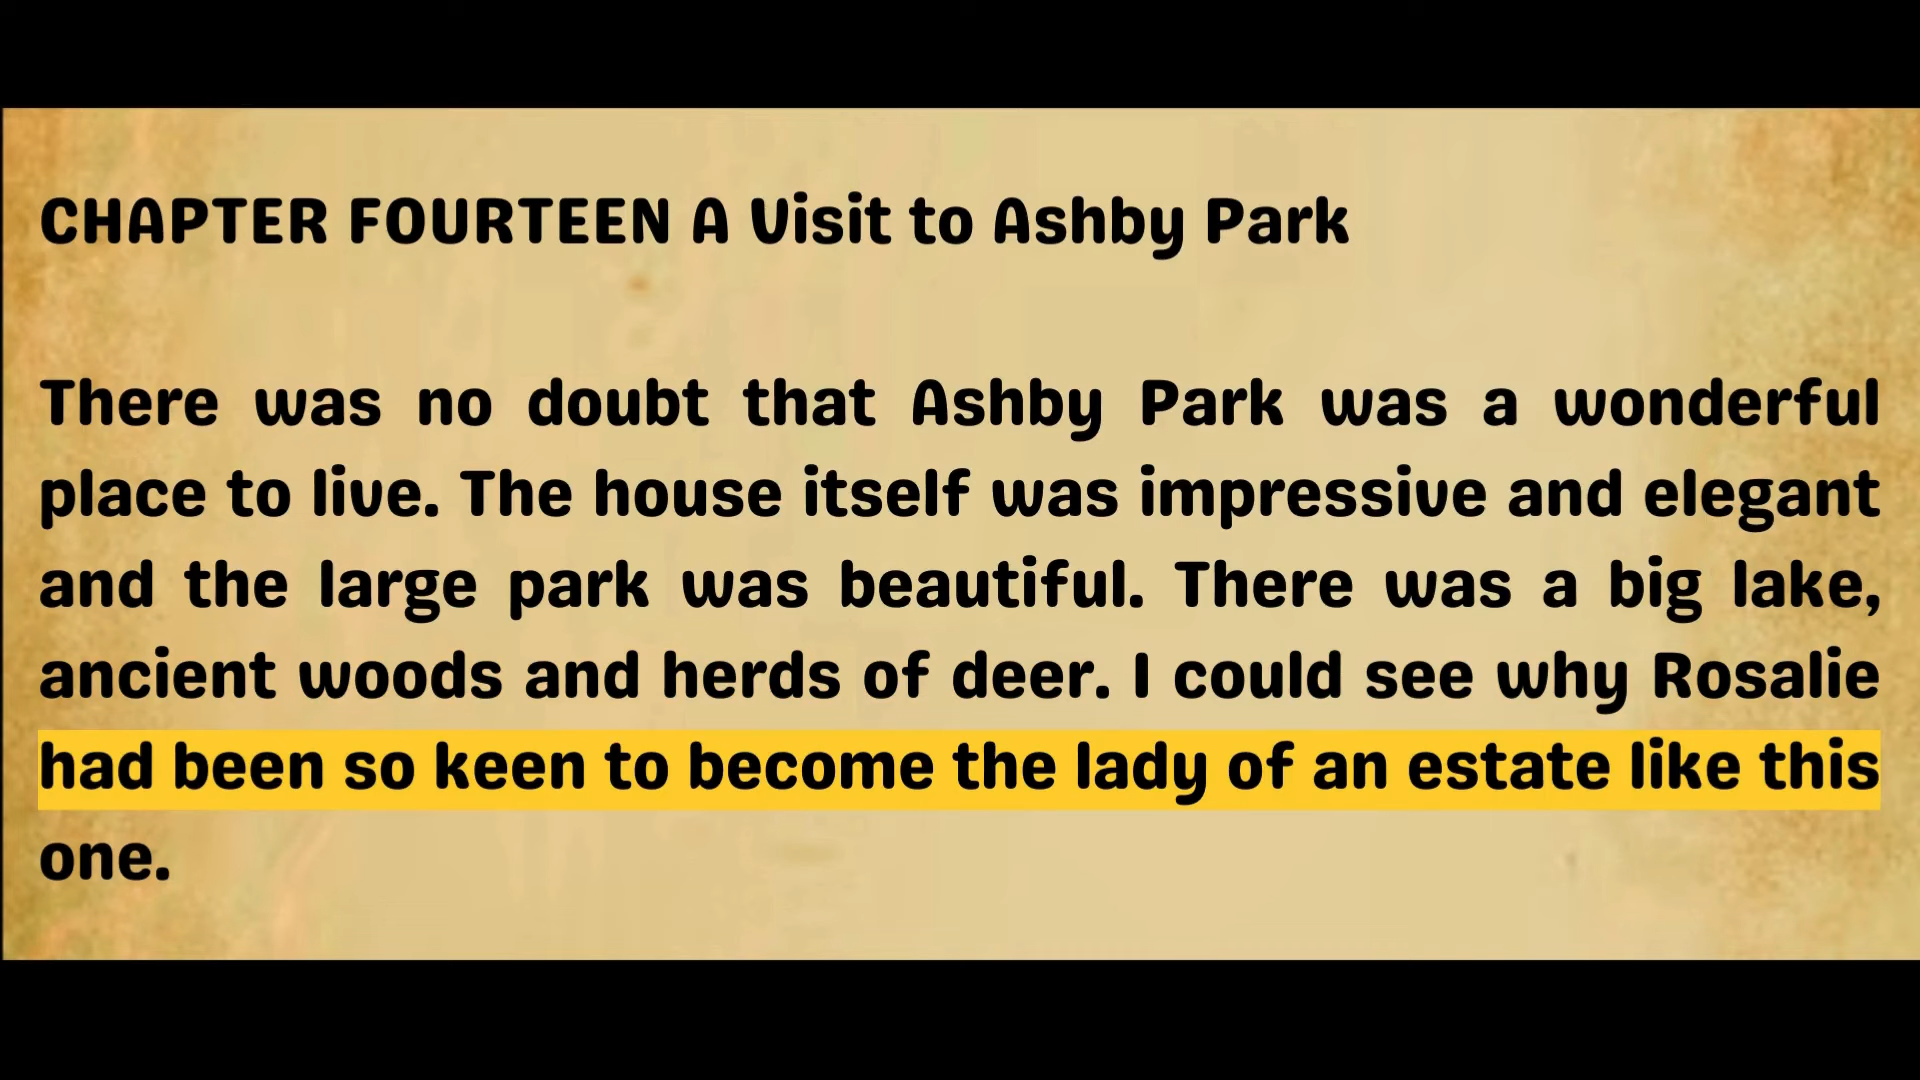 CHAPTER FOURTEEN A Visit to Ashby Park
There was no doubt that Ashby Park was a wonderful
place to live. The house itself was impressive and elegant
and the large park was beautiful. There was a big lake,
ancient woods and herds of deer. I could see why Rosalie
had been so keen to become the lady of an estate like this
one.